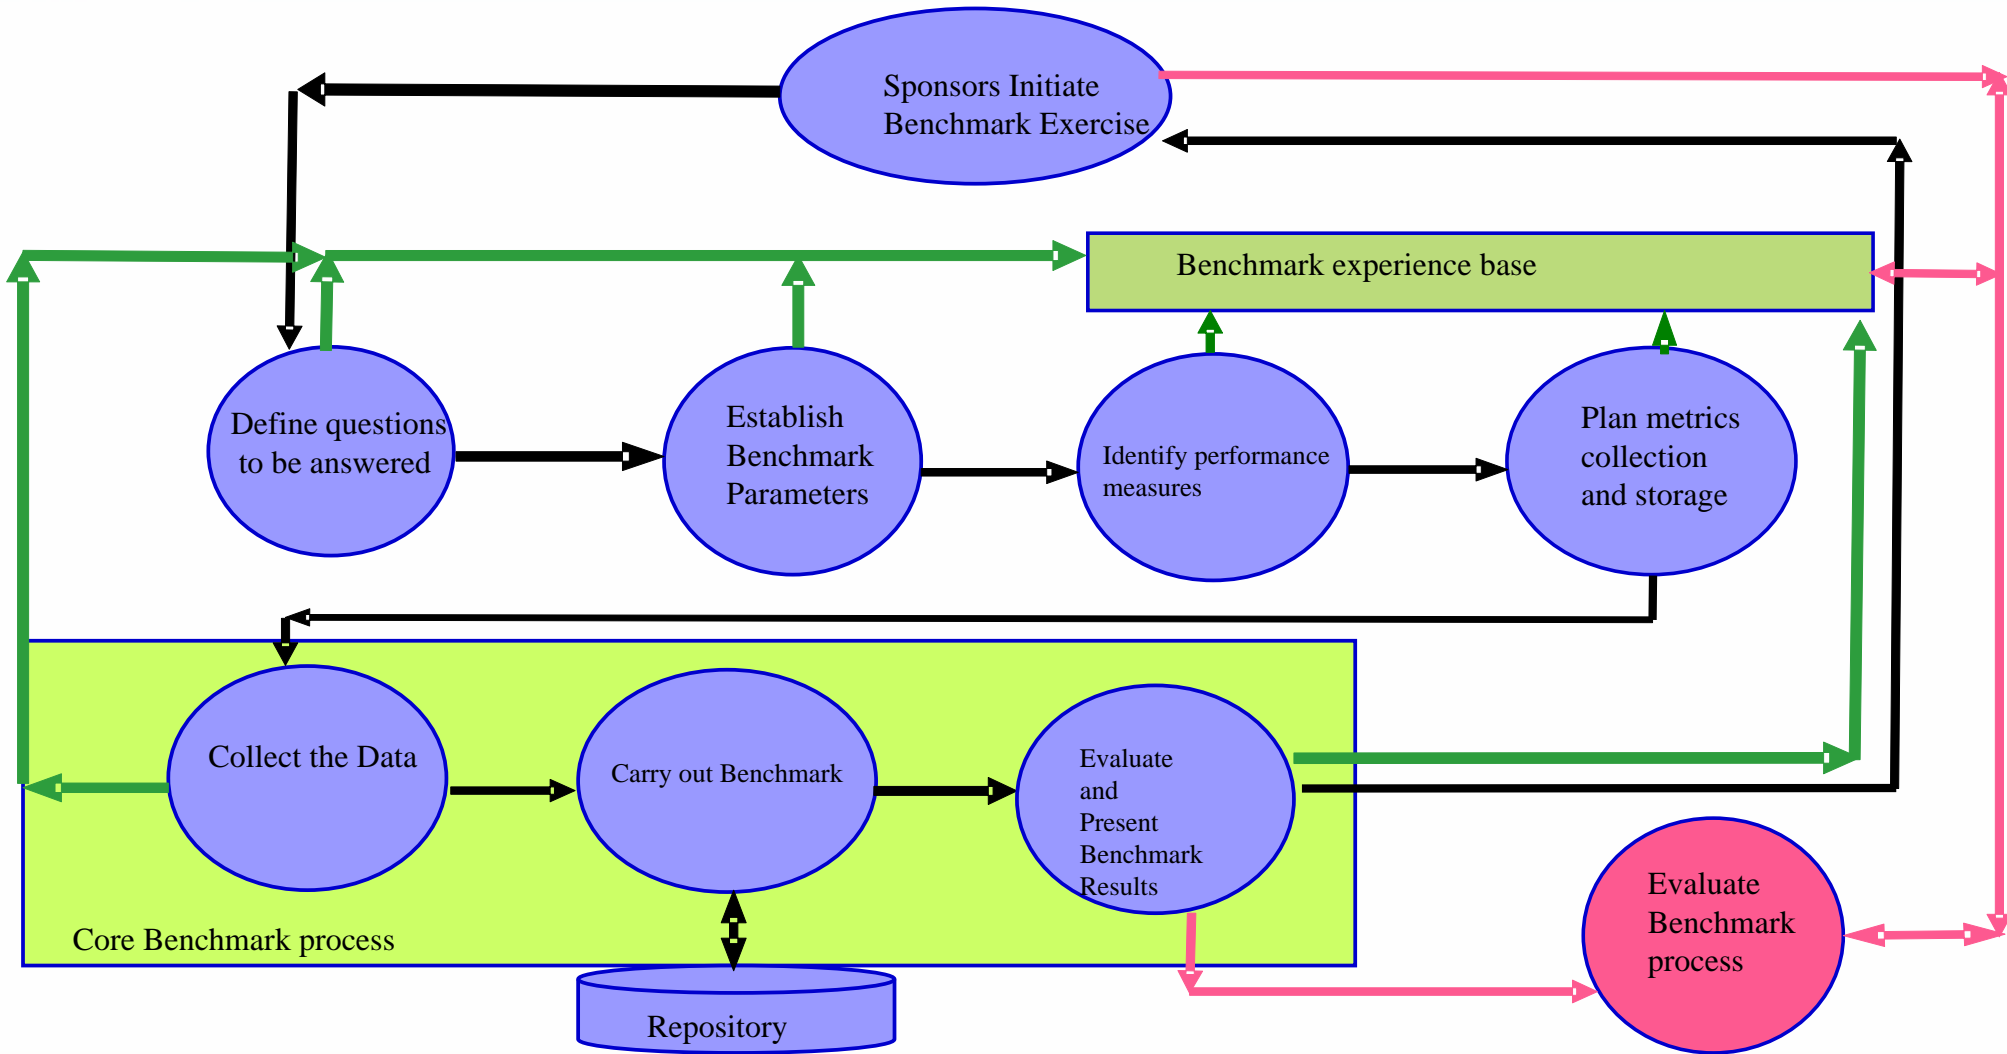 Sponsors Initiate
Benchmark Exercise
Benchmark experience base
Define questions
to be answered
Establish
Benchmark
Parameters
Identify performance
measures
Plan metrics
collection
and storage
Collect the Data
Carry out Benchmark
Evaluate
and
Present
Benchmark
Results
Core Benchmark process
Repository
Evaluate
Benchmark
process